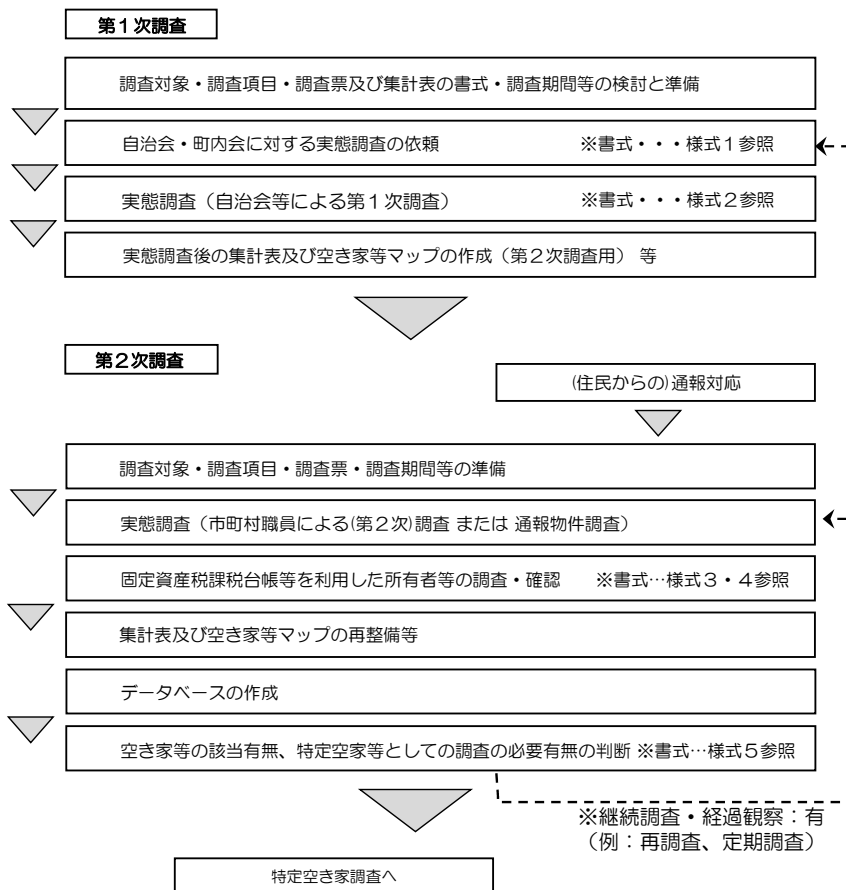 第1次調査
調査対象・調査項目・調査票及び集計表の書式・調査期間等の検討と準備
自治会・町内会に対する実態調査の依頼　　※書式・・・様式1参照
実態調査（自治会等による第1次調査）　　※書式・・・様式2参照
実態調査後の集計表及び空き家等マップの作成（第2次調査用） 等
第2次調査
(住民からの)通報対応
調査対象・調査項目・調査票・調査期間等の準備
実態調査（市町村職員による(第2次)調査 または 通報物件調査）
固定資産税課税台帳等を利用した所有者等の調査・確認　　※書式…様式3・4参照
集計表及び空き家等マップの再整備等
データベースの作成
空き家等の該当有無、特定空家等としての調査の必要有無の判断 ※書式…様式5参照
※継続調査・経過観察：有
（例：再調査、定期調査）
特定空き家調査へ